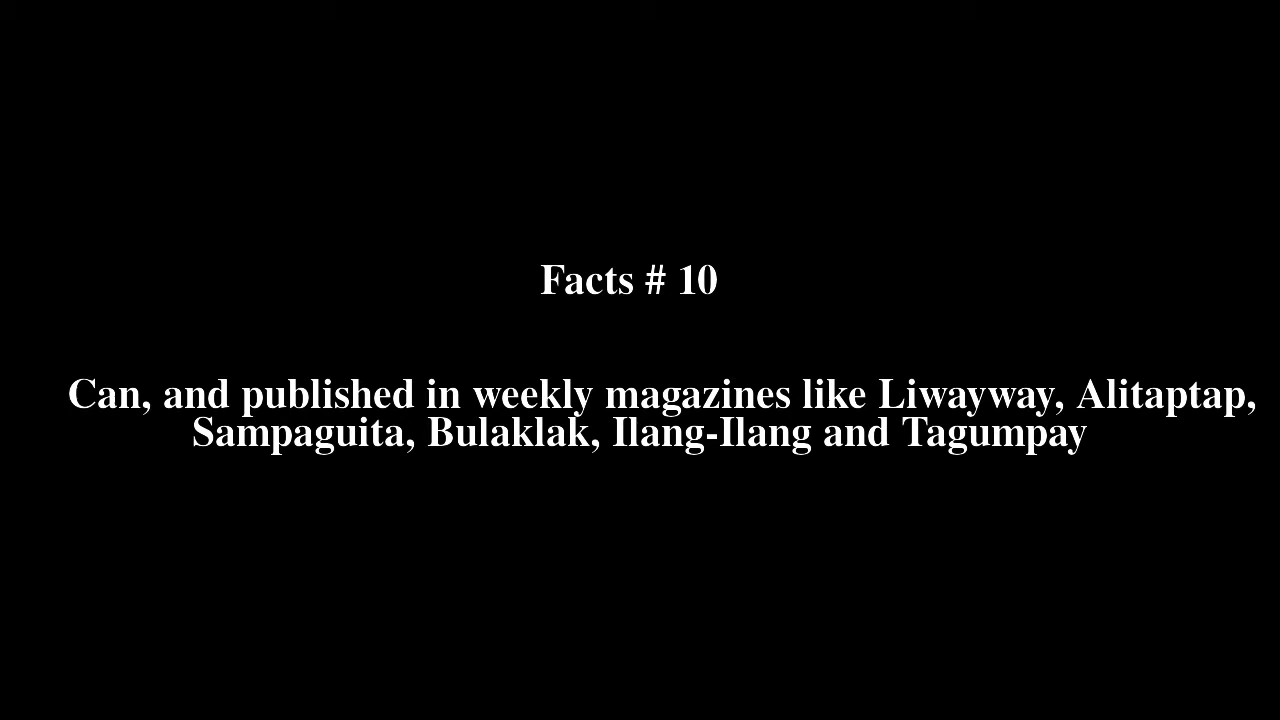 Facts # 10
Can, and published in weekly magazines like Liwayway, Alitaptap,
Sampaguita, Bulaklak, Ilang-Ilang and Tagumpay